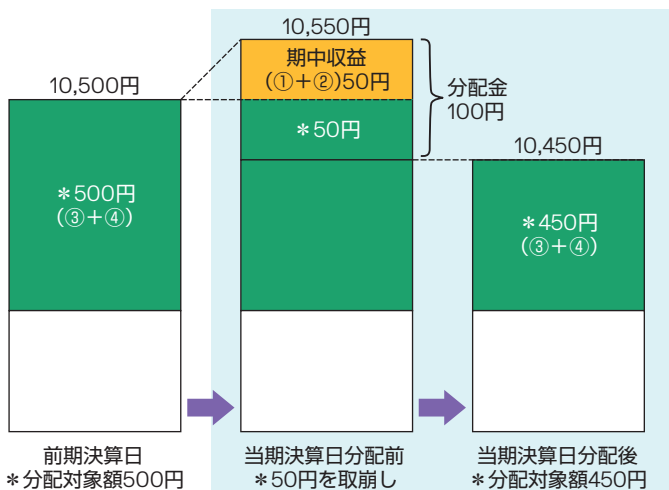 10,500円
＊500円
(③＋④)
前期決算日
＊分配対象額500円
10,550円
期中収益
(①＋②)50円
＊50円
分配金
100円
当期決算日分配前
＊50円を取崩し
10,450円
＊450円
(③＋④)
当期決算日分配後
＊分配対象額450円